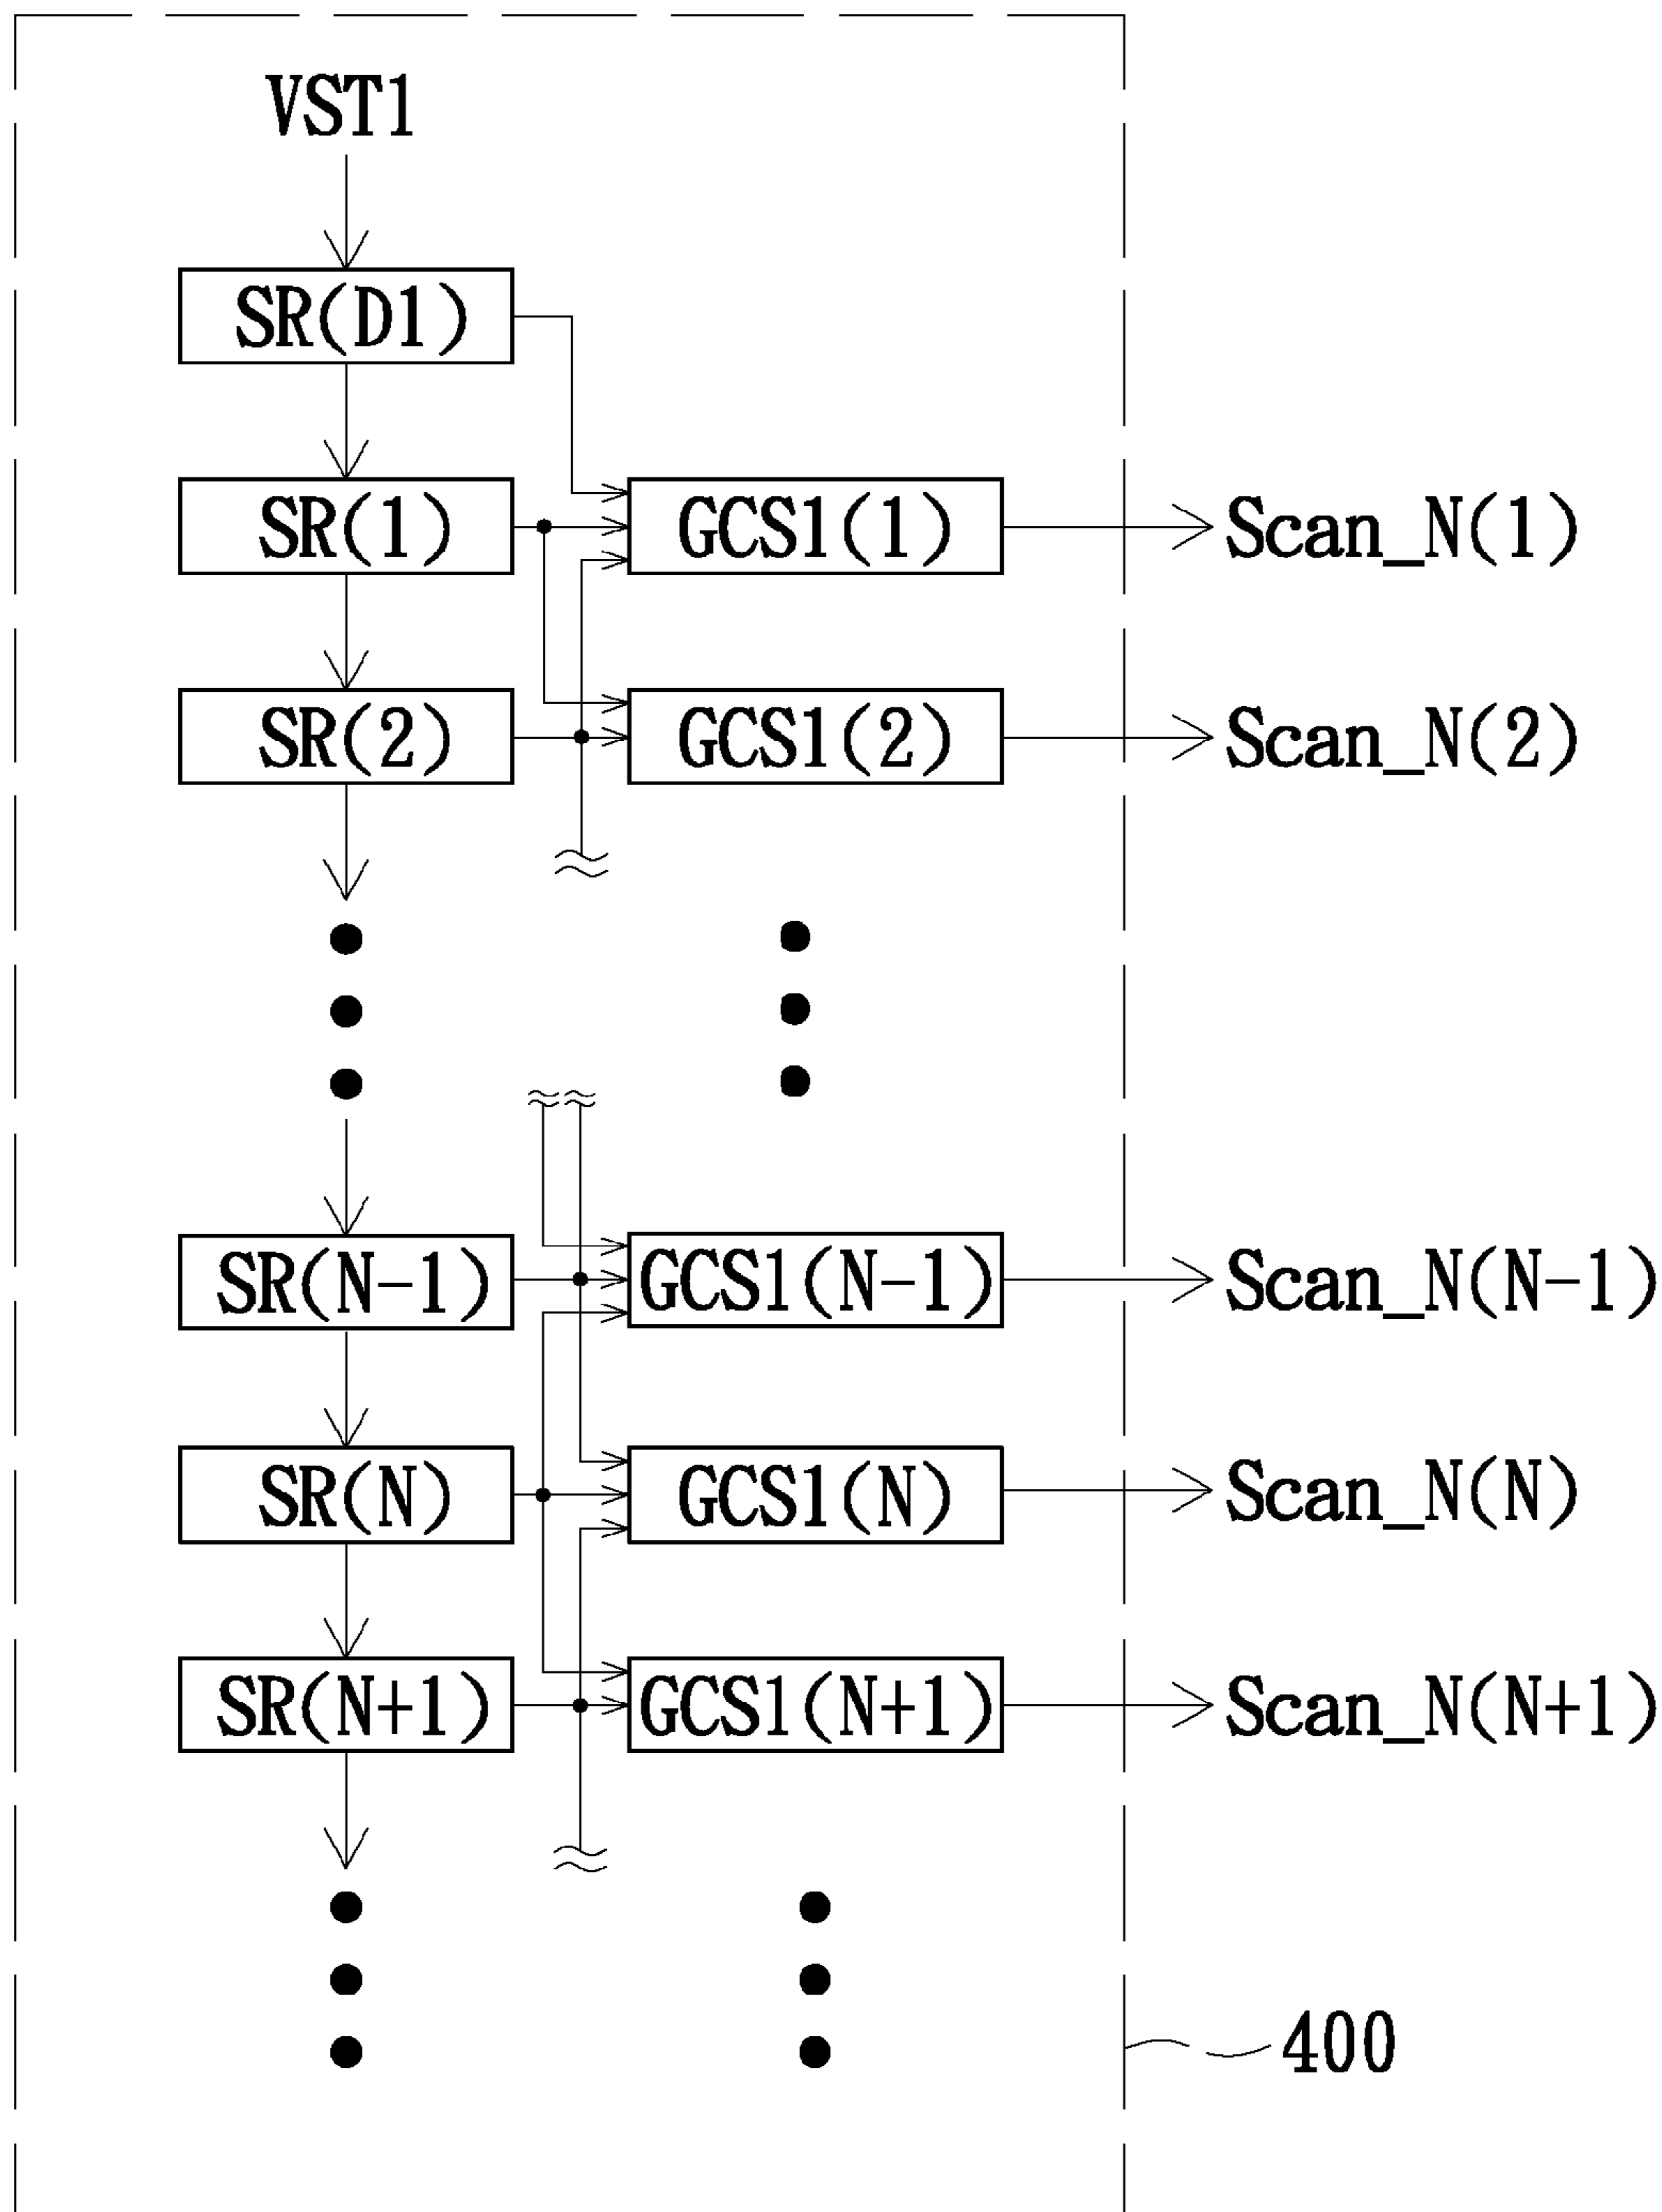 VST1
SR(D1)
SR(1) GCS1(1) Scan_N(1)
SR(2) GCS1(2) Scan_N(2)
SR(N-1) GCS1(N-1) Scan_N(N-1)
SR(N) GCS1(N) Scan_N(N)
SR(N+1) GCS1(N+1) Scan_N(N+1)
400